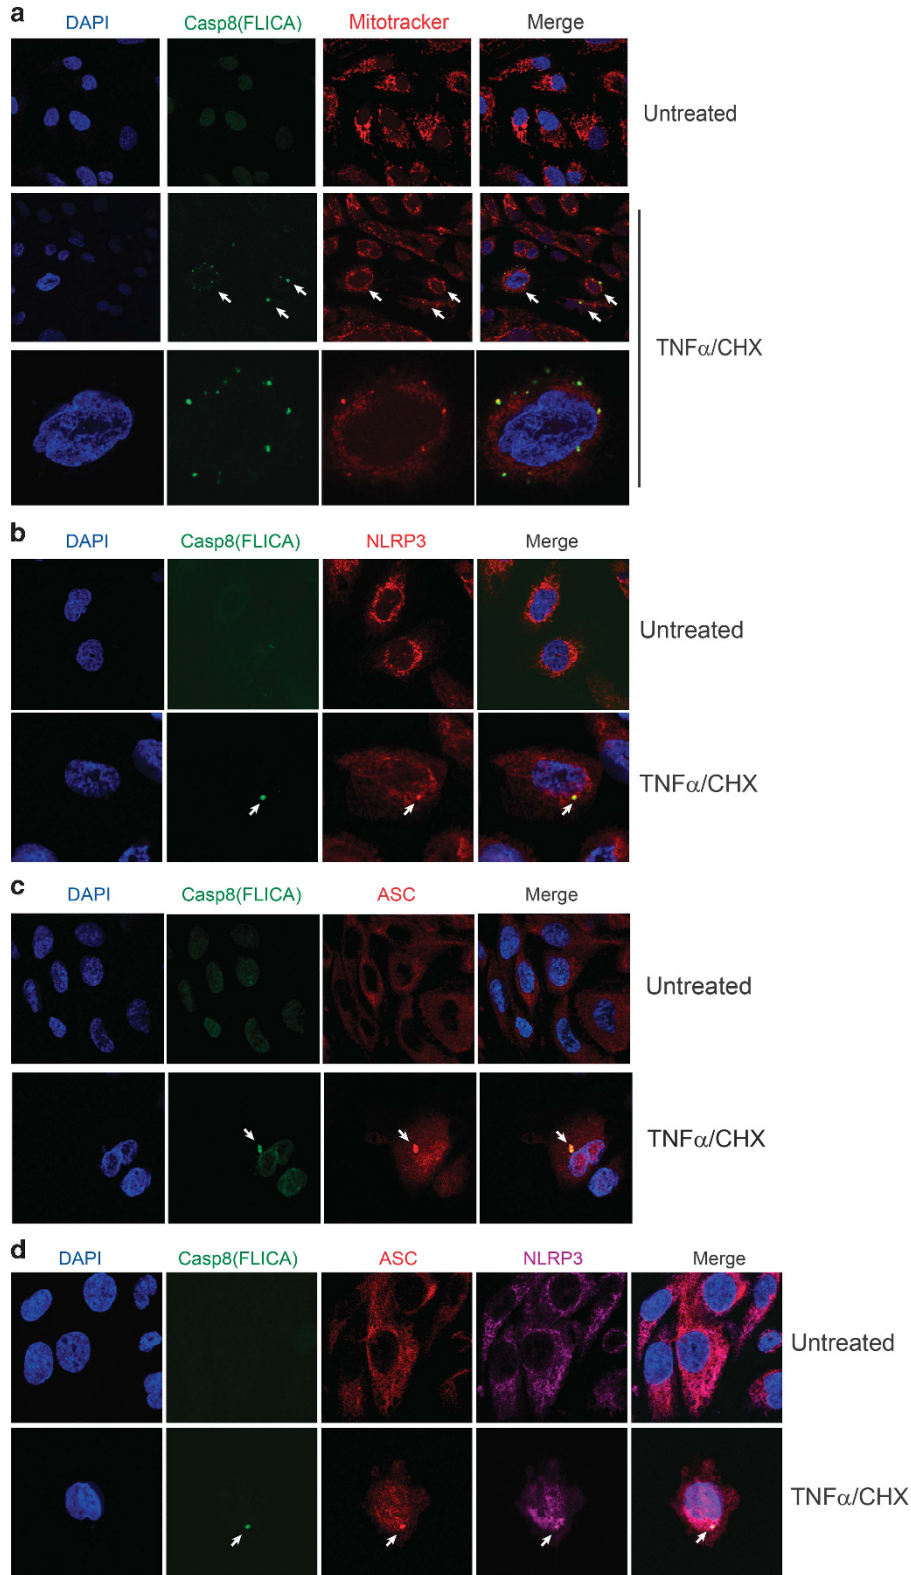 a
DAPI Casp8(FLICA) Mitotracker Merge
Untreated
TNFα/CHX
b
DAPI Casp8(FLICA) NLRP3 Merge
Untreated
TNFα/CHX
c
DAPI Casp8(FLICA) ASC Merge
Untreated
TNFα/CHX
d
DAPI Casp8(FLICA) ASC NLRP3 Merge
Untreated
TNFα/CHX